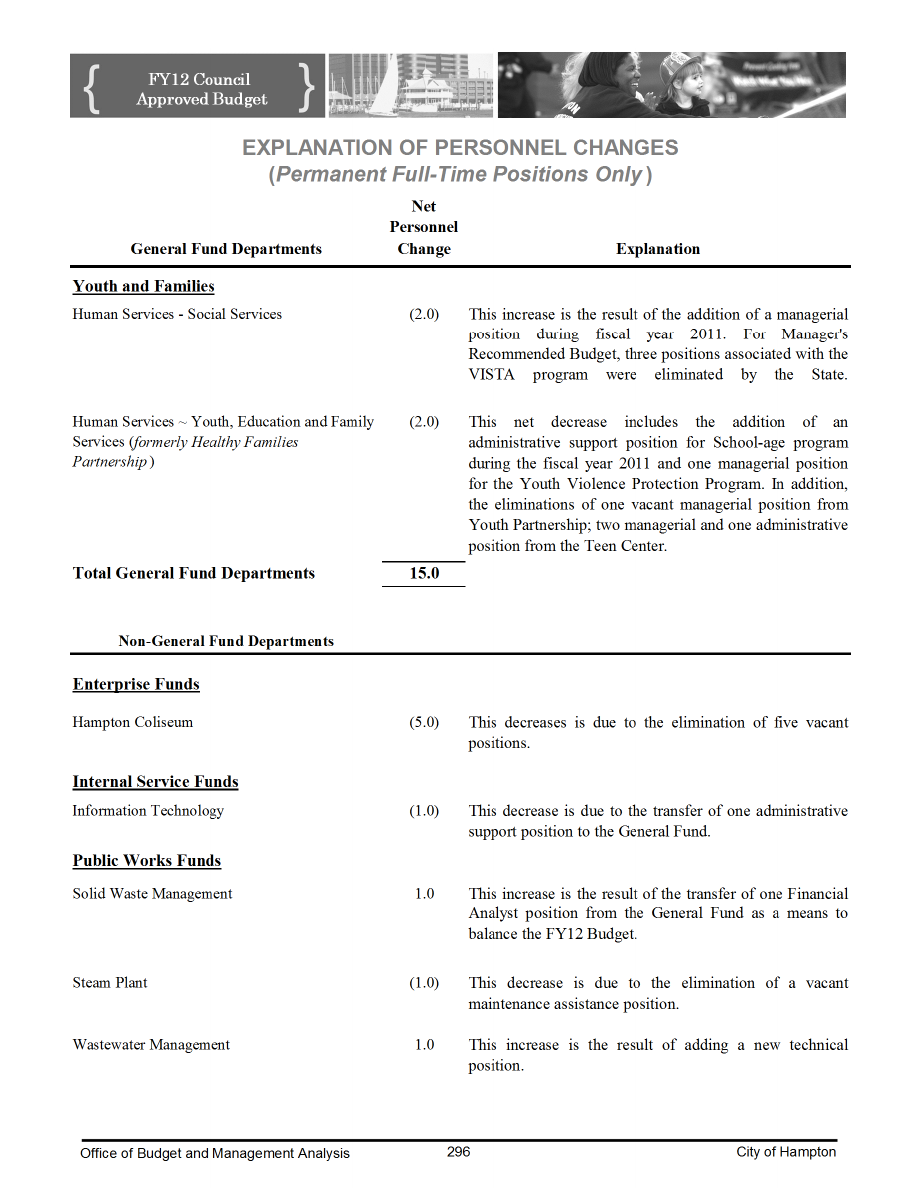 FY12 Council
Approved Budget
EXPLANATION OF PERSONNEL CHANGES
(Permanent Full-Time Positions Only)
Net
Personnel
General Fund Departments Change Explanation
Youth and Families
Human Services - Social Services (2.0) This increase is the result of the addition of a managerial
position during fiscal year 2011. For Manager's
Recommended Budget, three positions associated with the
VISTA program were eliminated by the State.
Human Services ~ Youth, Education and Family (2.0) This net decrease includes the addition of an
Services (formerly Healthy Families administrative support position for School-age program
Partnership) during the fiscal year 2011 and one managerial position
for the Youth Violence Protection Program. In addition,
the eliminations of one vacant managerial position from
Youth Partnership; two managerial and one administrative
position from the Teen Center.
Total General Fund Departments 15.0
Non-General Fund Departments
Enterprise Funds
Hampton Coliseum (5.0) This decreases is due to the elimination of five vacant
positions.
Internal Service Funds
Information Technology (1.0) This decrease is due to the transfer of one administrative
support position to the General Fund.
Public Works Funds
Solid Waste Management 1.0 This increase is the result of the transfer of one Financial
Analyst position from the General Fund as a means to
balance the FY12 Budget.
Steam Plant (1.0) This decrease is due to the elimination of a vacant
maintenance assistance position.
Wastewater Management 1.0 This increase is the result of adding a new technical
position.
Office of Budget and Management Analysis 296 City of Hampton